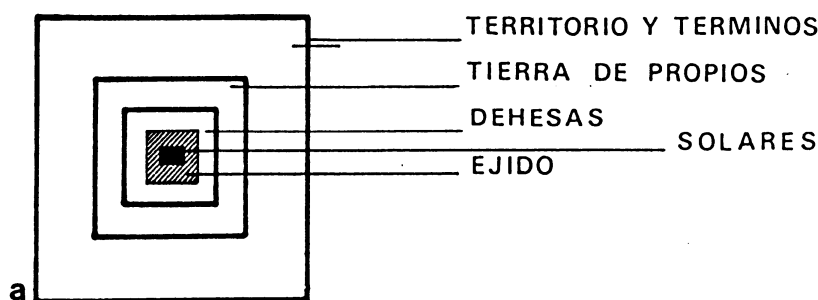 TERRITORIO Y TERMINOS
TIERRA DE PROPIOS
DEHESAS
SOLARES
EJIDO
a